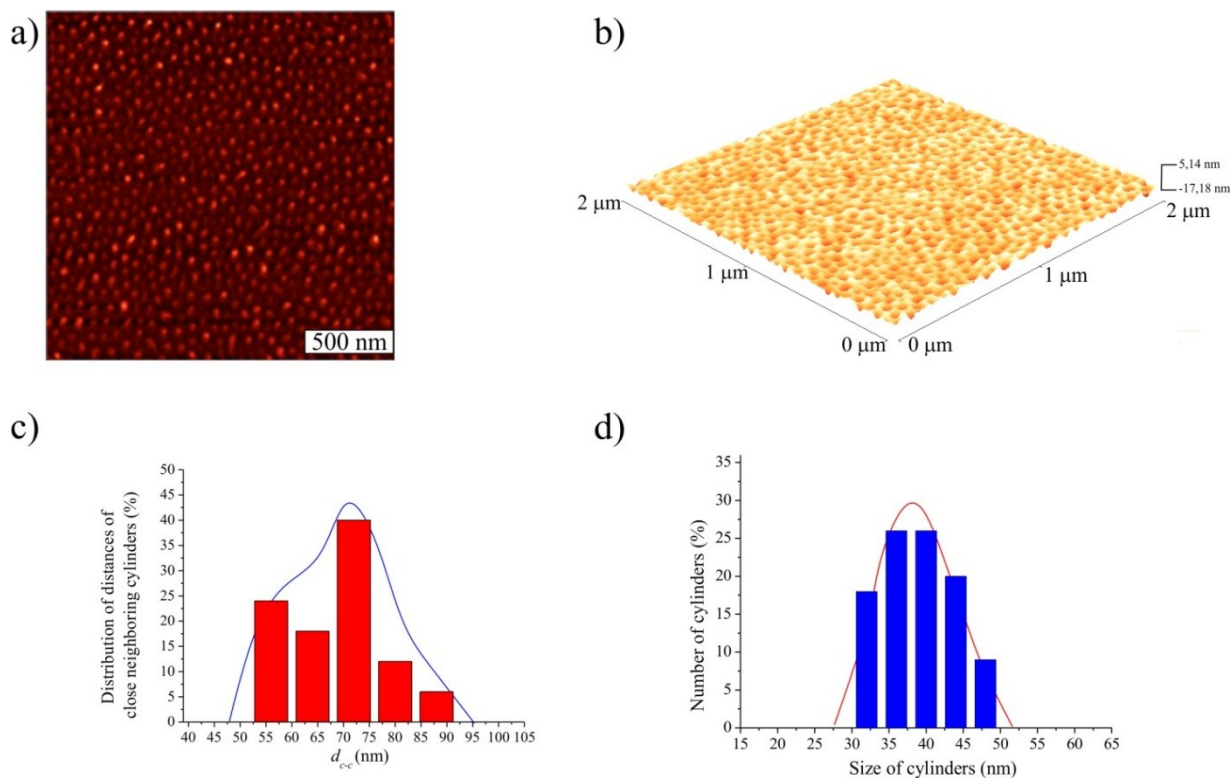 a)
500 nm
b)
5,14 nm
-17,18 nm
2 μm
2 μm
1 μm
1 μm
0 μm
0 μm
c)
Distribution of distances of
close neighboring cylinders (%)
50
45
40
35
30
25
20
15
10
5
0
40 45 50 55 60 65 70 75 80 85 90 95 100 105
d c-c (nm)
d)
Number of cylinders (%)
35
30
25
20
15
10
5
0
15 20 25 30 35 40 45 50 55 60 65
Size of cylinders (nm)